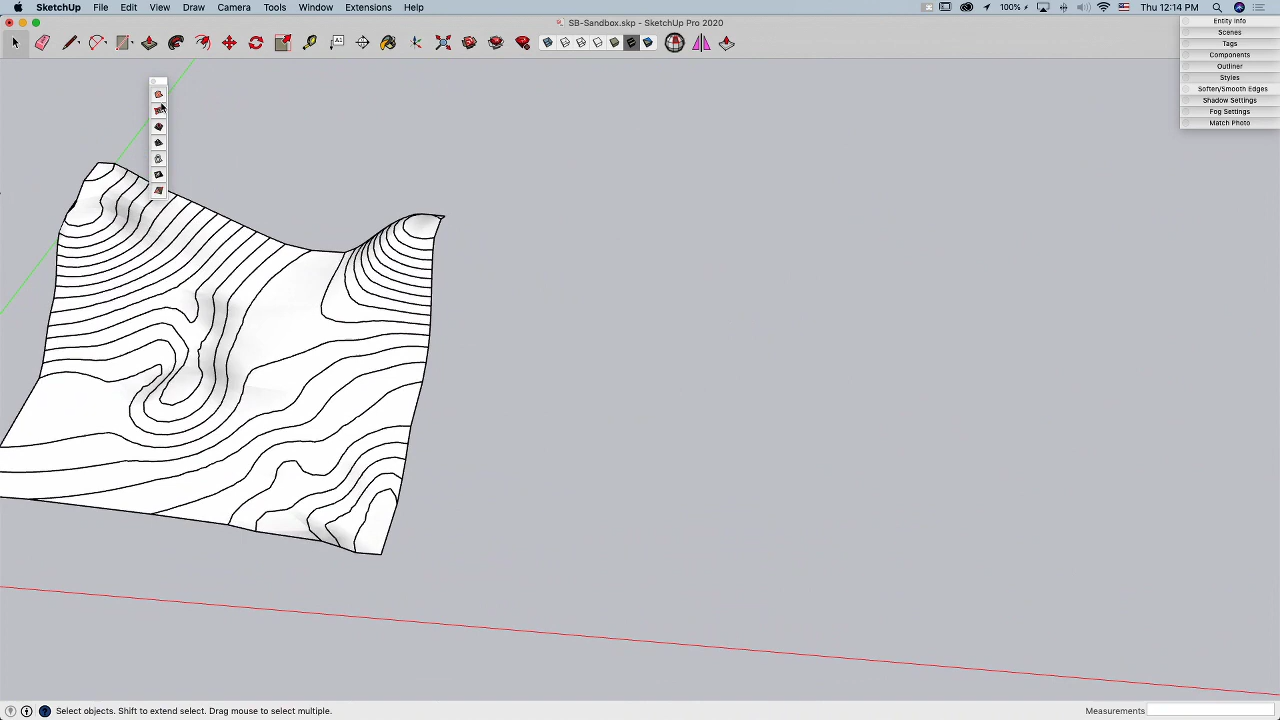 SketchUp File Edit View Draw Camera Tools Window Extensions Help
100% Thu 12:14 PM
SB-Sandbox.skp - SketchUp Pro 2020
Entity Info
Scenes
Tags
Components
Outliner
Styles
Soften/Smooth Edges
Shadow Settings
Fog Settings
Match Photo
Select objects. Shift to extend select. Drag mouse to select multiple.
Measurements